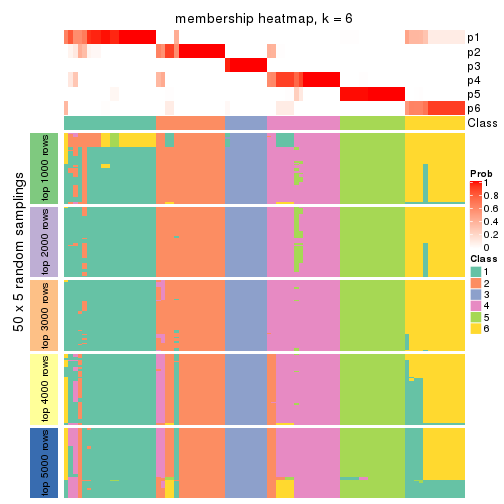 membership heatmap, k = 6
p1
p2
p3
p4
p5
p6
Class
50 x 5 random samplings
top 1000 rows
top 2000 rows
top 3000 rows
top 4000 rows
top 5000 rows
Prob
1
0.8
0.6
0.4
0.2
0
Class
1
2
3
4
5
6